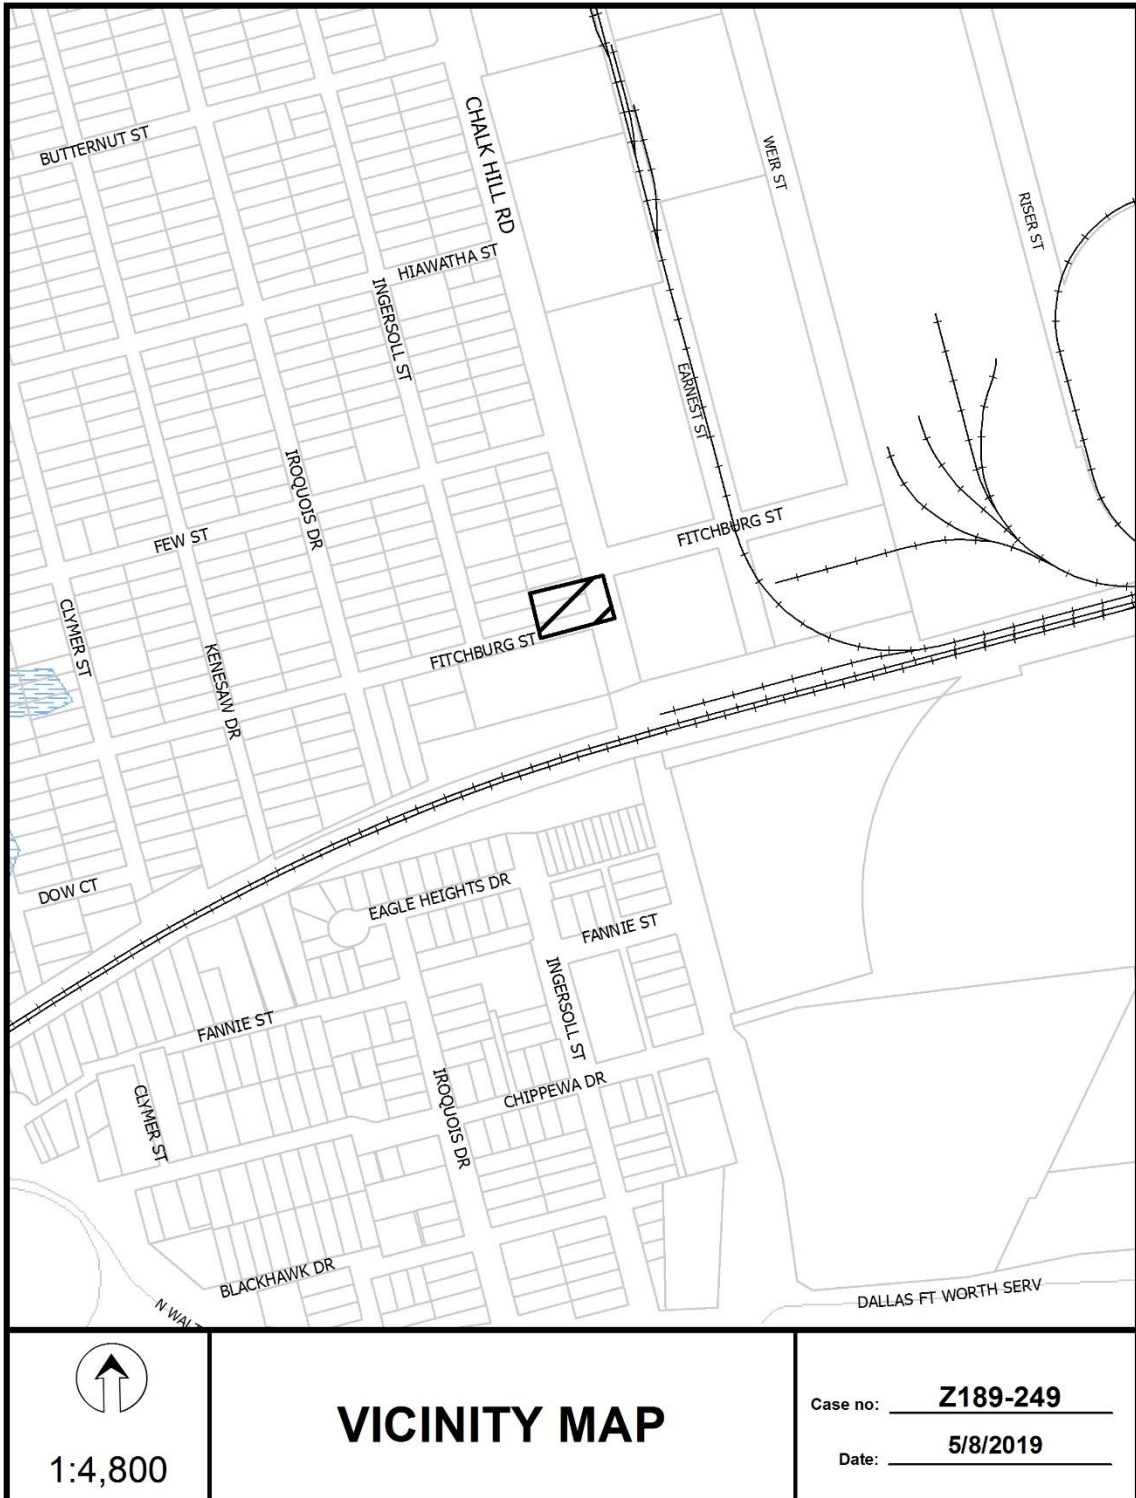 BUTTERNUT ST
CHALK HILL RD
WEIR ST
RISER ST
HIAWATHA ST
INGERSOLL ST
EARNEST ST
IROQUOIS DR
FITCHBURG ST
FEW ST
CLYMER ST
KENESAW DR
FITCHBURG ST
DOW CT
EAGLE HEIGHTS DR
FANNIE ST
INGERSOLL ST
FANNIE ST
CHIPPEWA DR
CLYMER ST
IROQUOIS DR
BLACKHAWK DR
N
DALLAS FT WORTH SERV
1:4,800
VICINITY MAP
Case no: Z189-249
Date: 5/8/2019